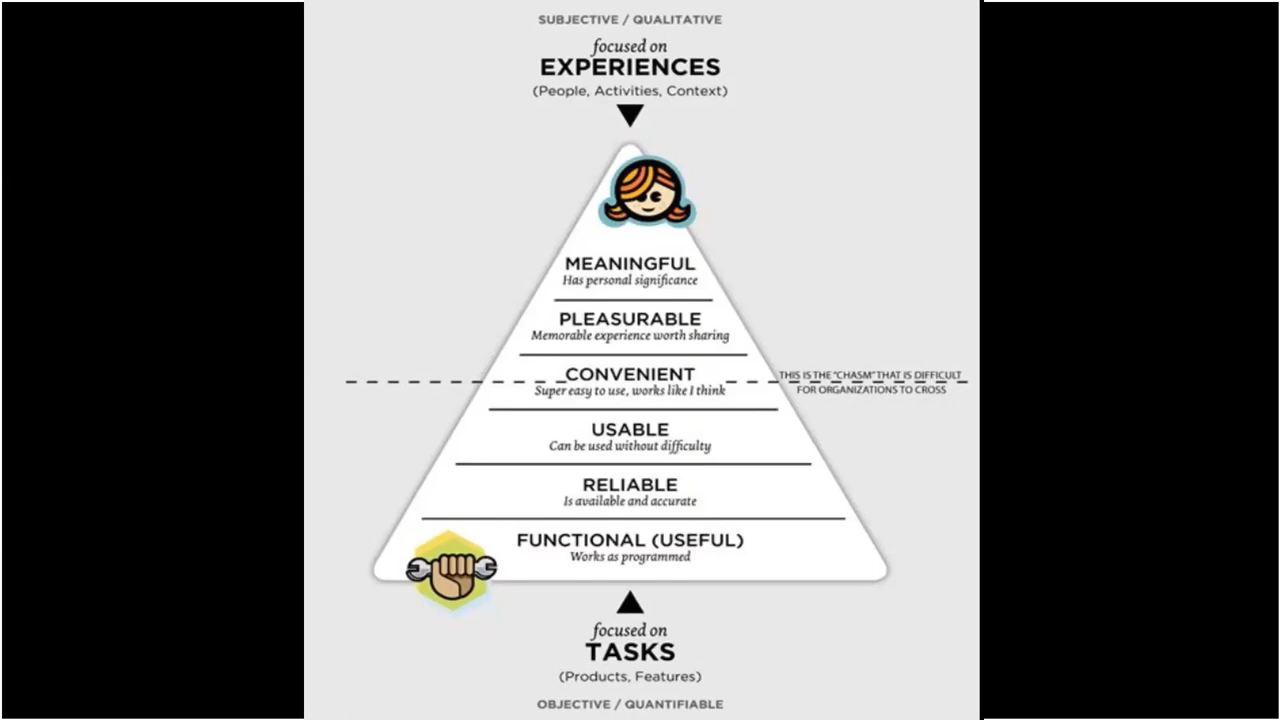 SUBJECTIVE / QUALITATIVE
focused on
EXPERIENCES
(People, Activities, Context)
MEANINGFUL
Has personal significance
PLEASURABLE
Memorable experience worth sharing
CONVENIENT
Super easy to use, works like I think
THIS IS THE "CHASM" THAT IS DIFFICULT
FOR ORGANIZATIONS TO CROSS
USABLE
Can be used without difficulty
RELIABLE
Is available and accurate
FUNCTIONAL (USEFUL)
Works as programmed
focused on
TASKS
(Products, Features)
OBJECTIVE / QUANTIFIABLE